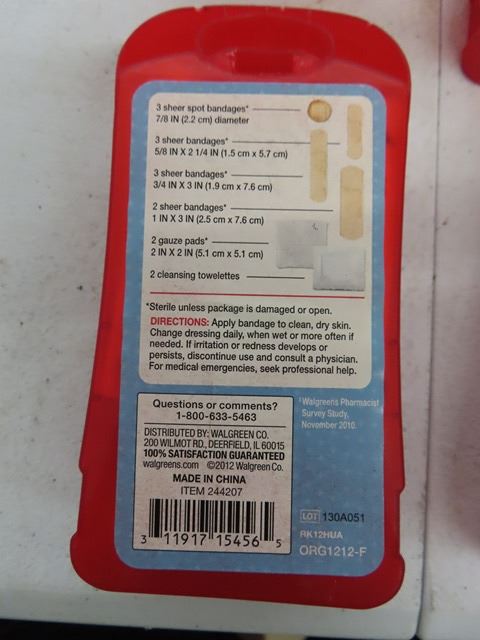 3 sheer spot bandages*
7/8 IN (2.2 cm) diameter
3 sheer bandages*
5/8 IN X 2 1/4 IN (1.5 cm x 5.7 cm)
3 sheer bandages*
3/4 IN X 3 IN (1.9 cm x 7.6 cm)
2 sheer bandages*
1 IN X 3 IN (2.5 cm x 7.6 cm)
2 gauze pads*
2 IN X 2 IN (5.1 cm x 5.1 cm)
2 cleansing towelettes
*Sterile unless package is damaged or open.
DIRECTIONS: Apply bandage to clean, dry skin.
Change dressing daily, when wet or more often if
needed. If irritation or redness develops or
persists, discontinue use and consult a physician.
For medical emergencies, seek professional help.
Questions or comments?
1-800-633-5463
DISTRIBUTED BY: WALGREEN CO.
200 WILMOT RD., DEERFIELD, IL 60015
100% SATISFACTION GUARANTEED
walgreens.com ©2012 Walgreen Co.
MADE IN CHINA
ITEM 244207
3 11917 15456 5
Walgreens Pharmacist
Survey Study,
November 2010.
LOT 130A051
RK12HUA
ORG1212-F